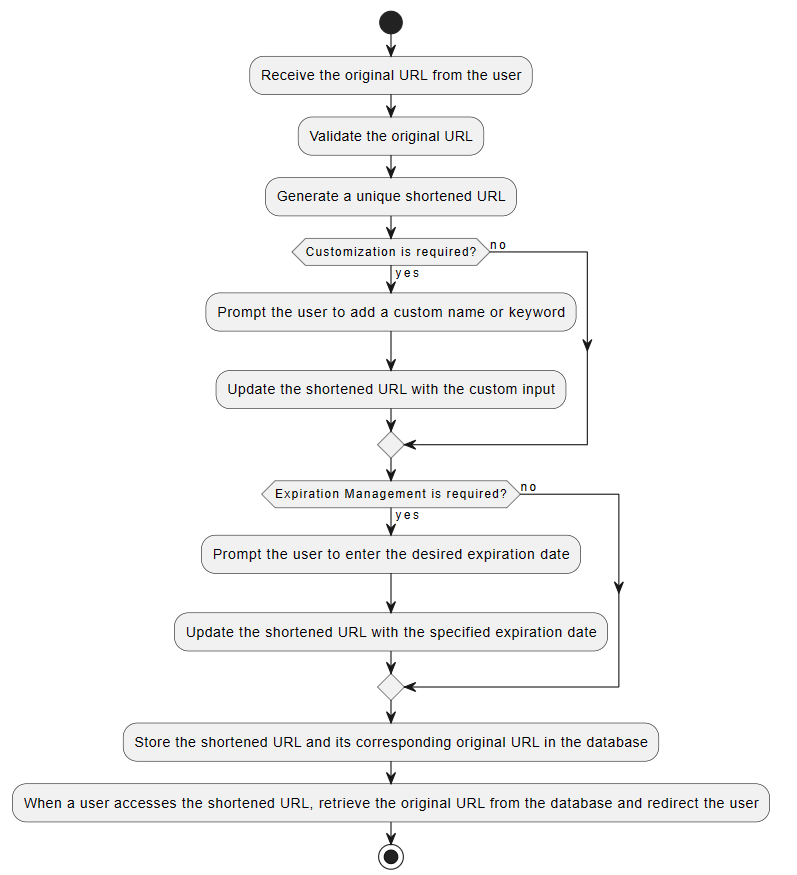 Receive the original URL from the user
Validate the original URL
Generate a unique shortened URL
Customization is required?
no
yes
Prompt the user to add a custom name or keyword
Update the shortened URL with the custom input
Expiration Management is required?
no
yes
Prompt the user to enter the desired expiration date
Update the shortened URL with the specified expiration date
Store the shortened URL and its corresponding original URL in the database
When a user accesses the shortened URL, retrieve the original URL from the database and redirect the user